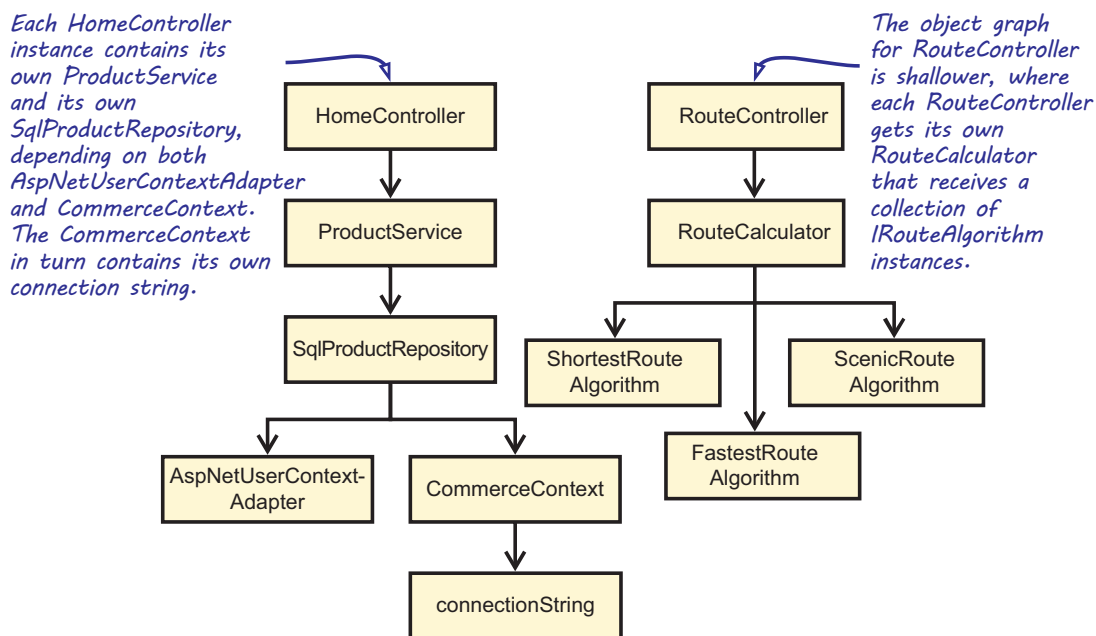 Each HomeController
instance contains its
own ProductService
and its own
SqlProductRepository,
depending on both
AspNetUserContextAdapter
and CommerceContext.
The CommerceContext
in turn contains its own
connection string.
The object graph
for RouteController
is shallower, where
each RouteController
gets its own
RouteCalculator
that receives a
collection of
IRouteAlgorithm
instances.
HomeController
RouteController
ProductService
RouteCalculator
SqlProductRepository
ShortestRoute
Algorithm
ScenicRoute
Algorithm
FastestRoute
Algorithm
AspNetUserContext-
Adapter
CommerceContext
connectionString